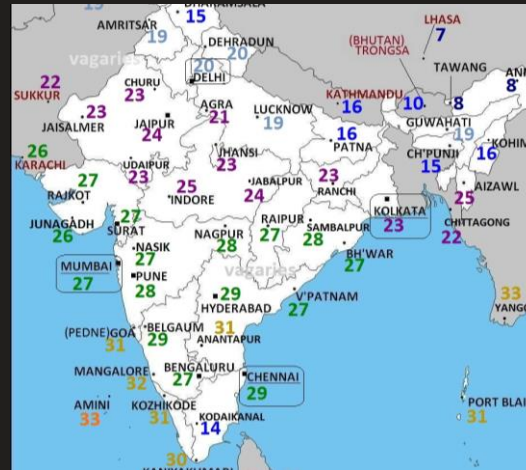 19
15
LHASA
7
AMRITSAR
19
DEHRADUN
20
(BHUTAN)
TRONGSA
10
TAWANG
8
8
vagaries
20
DELHI
22
SUKKUR
CHURU
23
KATHMANDU
16
AGRA
21
LUCKNOW
19
GUWAHATI
19
23
JAISALMER
JAIPUR
24
16
PATNA
CH'PUNJI
15
16
26
KARACHI
UDAIPUR
23
JHANSI
23
27
RAJKOT
25
INDORE
JABALPUR
24
23
RANCHI
25
AIZAWL
KOLKATA
23
CHITTAGONG
22
JUNAGADH
26
27
SURAT
NAGPUR
28
RAIPUR
27
SAMBALPUR
28
NASIK
27
BH'WAR
27
MUMBAI
27
PUNE
28
vagaries
29
HYDERABAD
V'PATNAM
27
33
(PEDNE)GOA
31
BELGAUM
29
31
ANANTAPUR
MANGALORE
32
BENGALURU
27
CHENNAI
29
AMINI
33
KOZHIKODE
31
KODAIKANAL
14
PORT BLAI
31
30